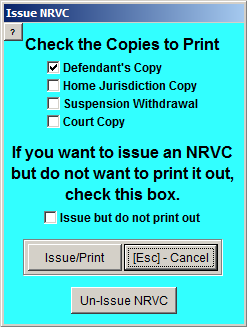 Issue NRVC
?
Check the Copies to Print
Defendant's Copy
Home Jurisdiction Copy
Suspension Withdrawal
Court Copy
If you want to issue an NRVC
but do not want to print it out,
check this box.
Issue but do not print out
Issue/Print
[Esc] - Cancel
Un-Issue NRVC